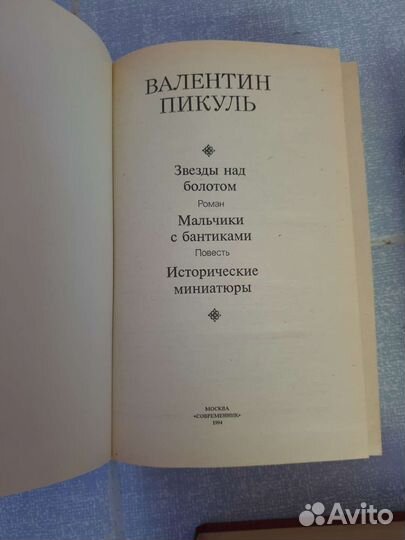 ВАЛЕНТИН
ПИКУЛЬ
Звезды над
болотом
Роман
Мальчики
с бантиками
Повесть
Исторические
миниатюры
МОСКВА
«СОВРЕМЕННИК»
1994
Avito